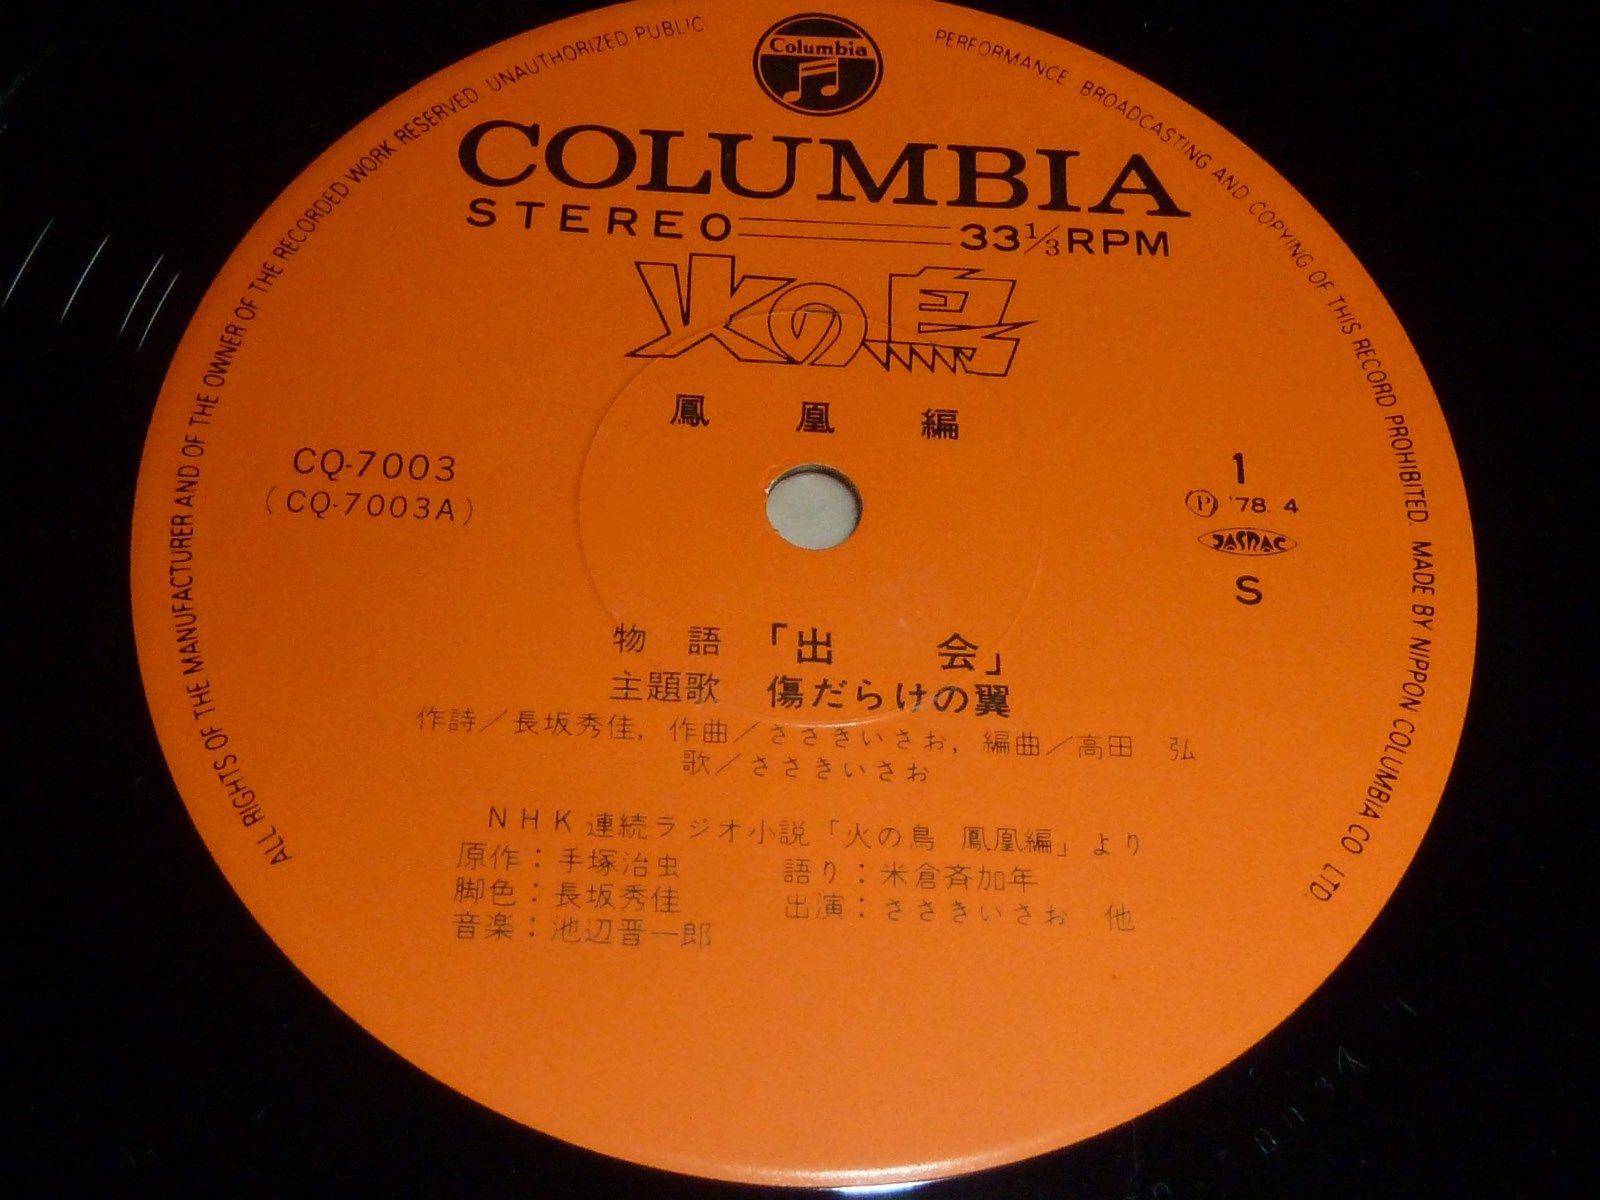 Columbia
COLUMBIA
STEREO 33 1/3 RPM
火の鳥
鳳凰編
CQ-7003
(CQ-7003A)
1
Ⓟ '78. 4
JASRAC
S
物語 「出会」
主題歌 傷だらけの翼
作詩/長坂秀佳, 作曲/ささきいさお, 編曲/高田 弘
歌/ささきいさお
NHK連続ラジオ小説「火の鳥 鳳凰編」より
原作:手塚治虫 語り:米倉斉加年
脚色:長坂秀佳 出演:ささきいさお 他
音楽:池辺晋一郎
ALL RIGHTS OF THE MANUFACTURER AND OF THE OWNER OF THE RECORDED WORK RESERVED UNAUTHORIZED PUBLIC PERFORMANCE BROADCASTING AND COPYING OF THIS RECORD PROHIBITED. MADE BY NIPPON COLUMBIA CO LTD.